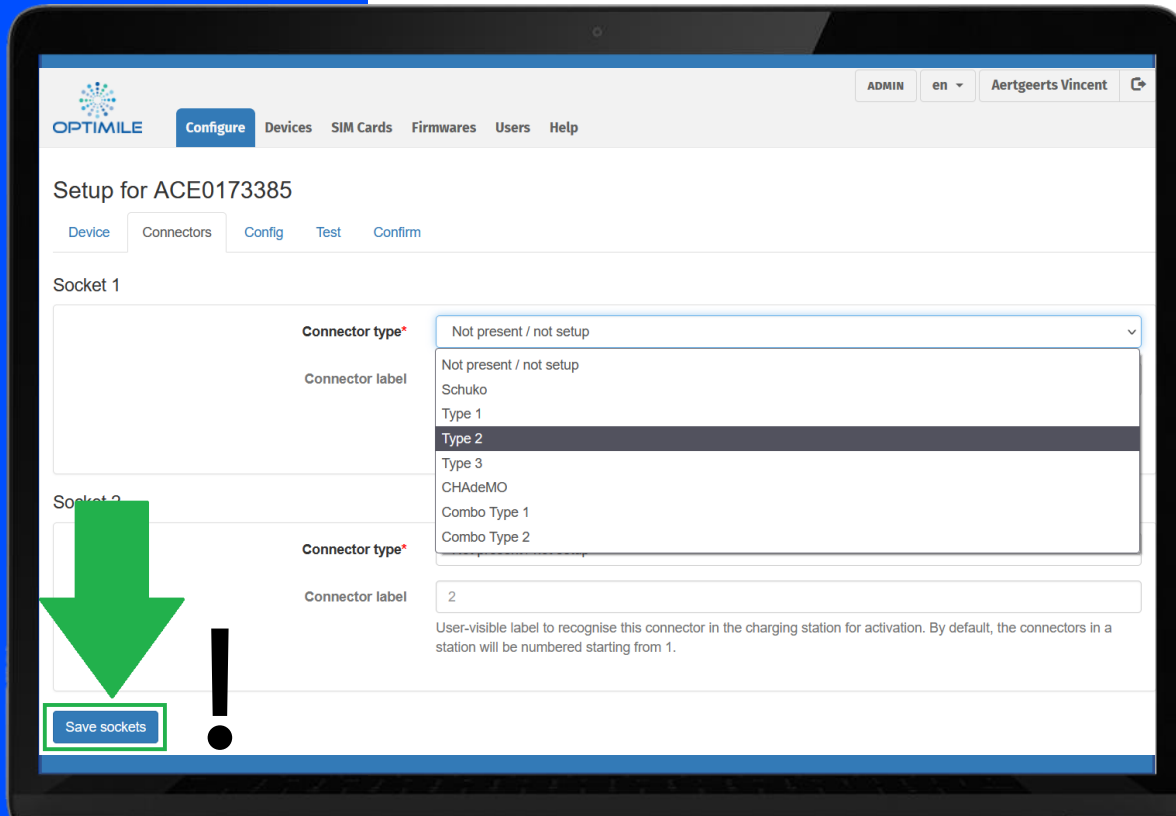 ADMIN
en
Aertgeerts Vincent
OPTIMILE
Configure
Devices
SIM Cards
Firmwares
Users
Help
Setup for ACE0173385
Device
Connectors
Config
Test
Confirm
Socket 1
Connector type*
Not present / not setup
Not present / not setup
Connector label
Schuko
Type 1
Type 2
Type 3
CHAdeMO
Combo Type 1
Combo Type 2
Socket 2
Connector type*
Connector label
2
User-visible label to recognise this connector in the charging station for activation. By default, the connectors in a
station will be numbered starting from 1.
!
Save sockets